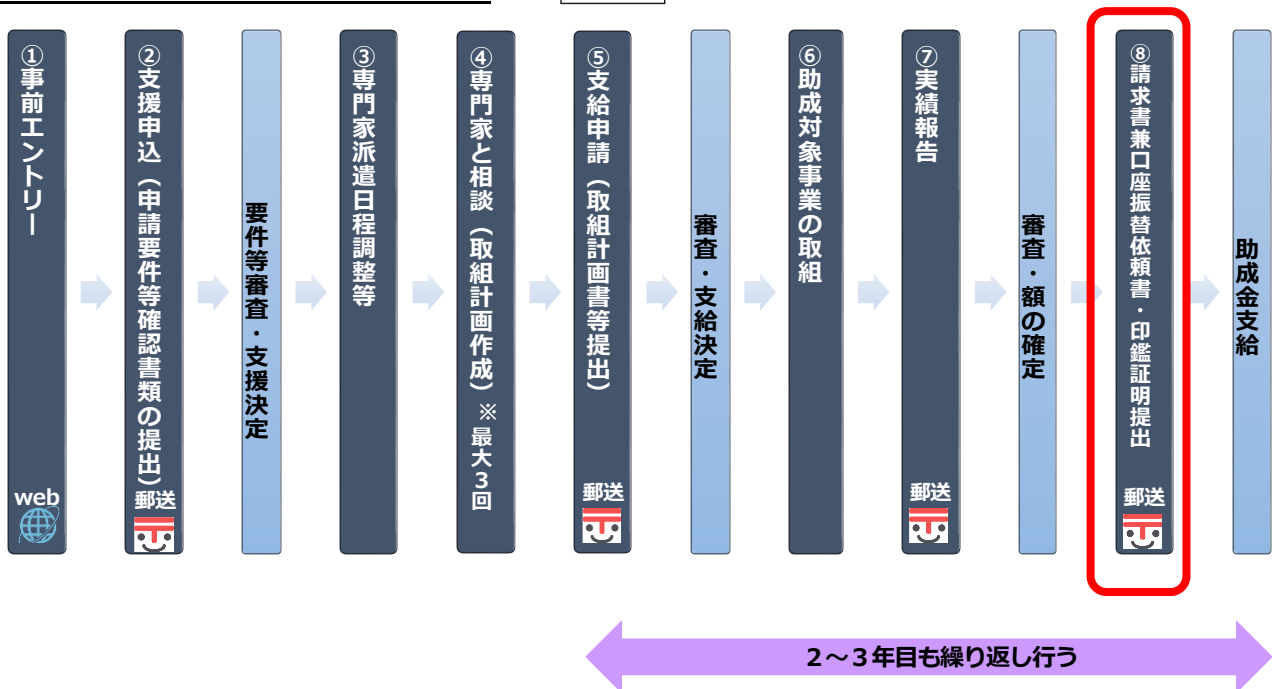 ①事前エントリー
web
②支援申込（申請要件等確認書類の提出）
郵送
要件等審査・支援決定
③専門家派遣日程調整等
④専門家と相談（取組計画作成）※最大3回
⑤支給申請（取組計画書等提出）
郵送
審査・支給決定
⑥助成対象事業の取組
⑦実績報告
郵送
審査・額の確定
⑧請求書兼口座振替依頼書・印鑑証明提出
郵送
助成金支給
２～３年目も繰り返し行う